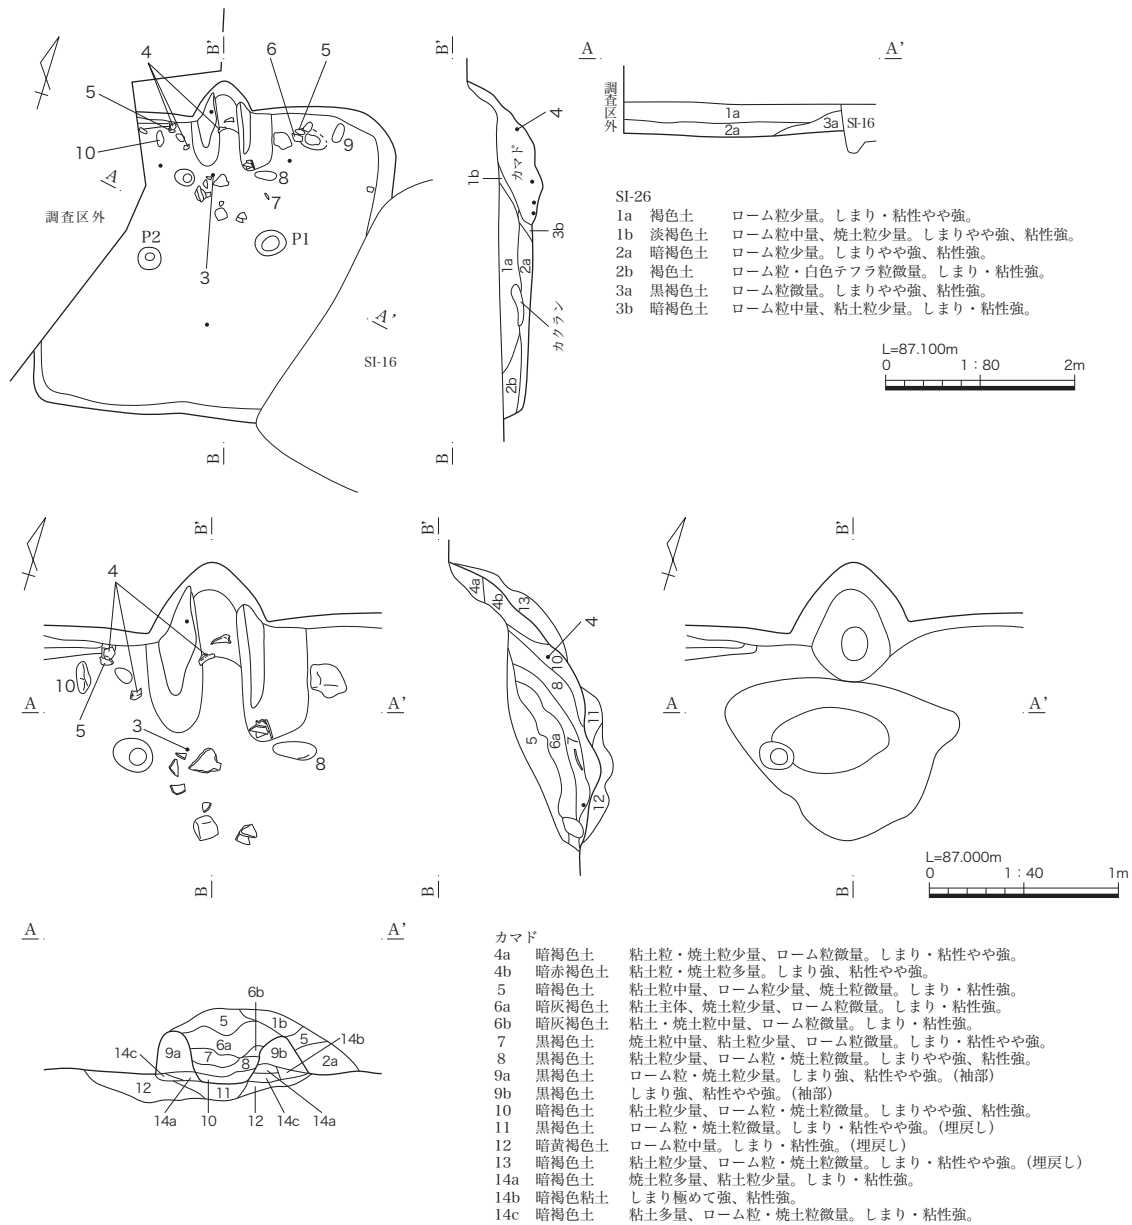 B'
B'
A
A'
4
6
5
5
10
9
8
7
A
調査区外
P2
P1
3
A'
SI-16
B
4
カマド
1b
3b
1a
2a
カクラン
2b
B
調査区外
1a
2a
3a
SI-16
SI-26
1a 褐色土 ローム粒少量。しまり・粘性やや強。
1b 淡褐色土 ローム粒中量、焼土粒少量。しまりやや強、粘性強。
2a 暗褐色土 ローム粒少量。しまりやや強、粘性強。
2b 褐色土 ローム粒・白色テフラ粒微量。しまり・粘性強。
3a 黒褐色土 ローム粒微量。しまりやや強、粘性強。
3b 暗褐色土 ローム粒中量、粘土粒少量。しまり・粘性強。
L=87.100m
0 1:80 2m
B'
B'
B'
4
10
5
3
8
A
A'
B
4a
4b
13
4
10
8
11
5
6a
7
12
B
A
A'
B
L=87.000m
0 1:40 1m
A
A'
6b
5
1b
14b
6a
5
14c
9a
7
9b
8
2a
12
11
14a
10
12
14c
14a
カマド
4a 暗褐色土 粘土粒・焼土粒少量、ローム粒微量。しまり・粘性やや強。
4b 暗赤褐色土 粘土粒・焼土粒多量。しまり強、粘性やや強。
5 暗褐色土 粘土粒中量、ローム粒少量、焼土粒微量。しまり・粘性強。
6a 暗灰褐色土 粘土主体、焼土粒少量、ローム粒微量。しまり・粘性強。
6b 暗灰褐色土 粘土・焼土粒中量、ローム粒微量。しまり・粘性強。
7 黒褐色土 焼土粒中量、粘土粒少量、ローム粒微量。しまり・粘性やや強。
8 黒褐色土 粘土粒少量、ローム粒・焼土粒微量。しまりやや強、粘性強。
9a 黒褐色土 ローム粒・焼土粒少量。しまり強、粘性やや強。(袖部)
9b 黒褐色土 しまり強、粘性やや強。(袖部)
10 暗褐色土 粘土粒少量、ローム粒・焼土粒微量。しまりやや強、粘性強。
11 黒褐色土 ローム粒・焼土粒微量。しまり・粘性やや強。(埋戻し)
12 暗黄褐色土 ローム粒中量。しまり・粘性強。(埋戻し)
13 暗褐色土 粘土粒少量、ローム粒・焼土粒微量。しまり・粘性やや強。(埋戻し)
14a 暗褐色土 焼土粒多量、粘土粒少量。しまり・粘性強。
14b 暗褐色粘土 しまり極めて強、粘性強。
14c 暗褐色土 粘土多量、ローム粒・焼土粒微量。しまり・粘性強。